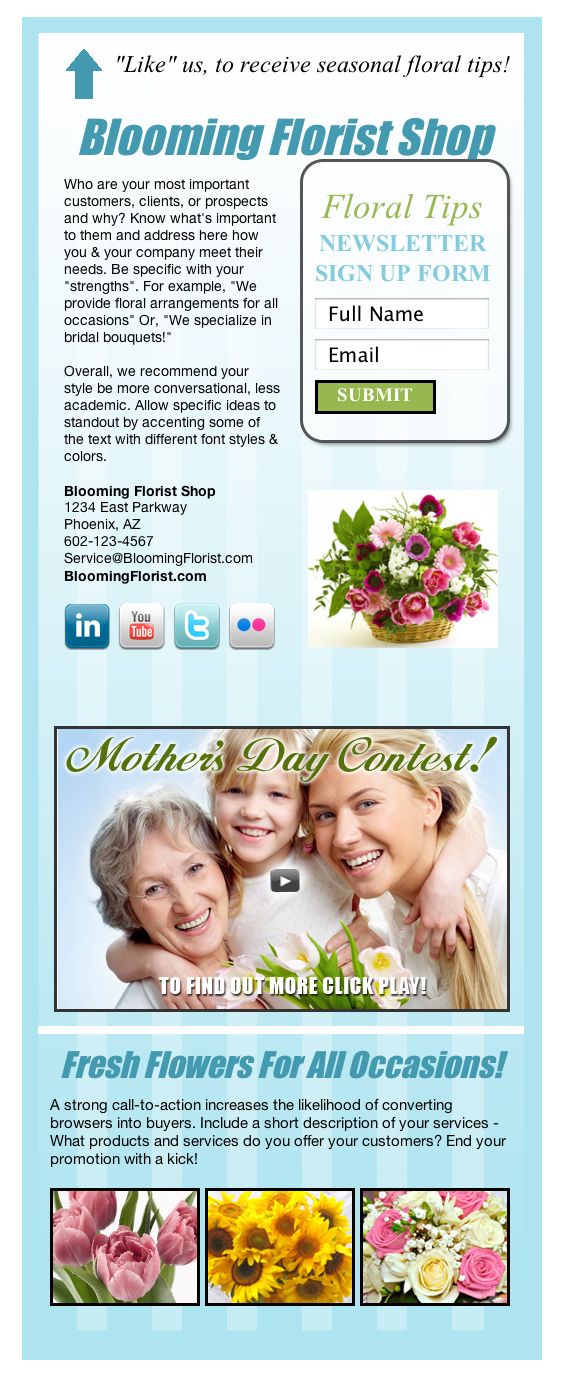 "Like" us, to receive seasonal floral tips!
Blooming Florist Shop
Who are your most important
customers, clients, or prospects
and why? Know what's important
to them and address here how
you & your company meet their
needs. Be specific with your
"strengths". For example, "We
provide floral arrangements for all
occasions" Or, "We specialize in
bridal bouquets!"
Overall, we recommend your
style be more conversational, less
academic. Allow specific ideas to
standout by accenting some of
the text with different font styles &
colors.
Blooming Florist Shop
1234 East Parkway
Phoenix, AZ
602-123-4567
Service@BloomingFlorist.com
BloomingFlorist.com
in
You
Tube
t
Floral Tips
NEWSLETTER
SIGN UP FORM
Full Name
Email
SUBMIT
Mother's Day Contest!
TO FIND OUT MORE CLICK PLAY!
Fresh Flowers For All Occasions!
A strong call-to-action increases the likelihood of converting
browsers into buyers. Include a short description of your services -
What products and services do you offer your customers? End your
promotion with a kick!